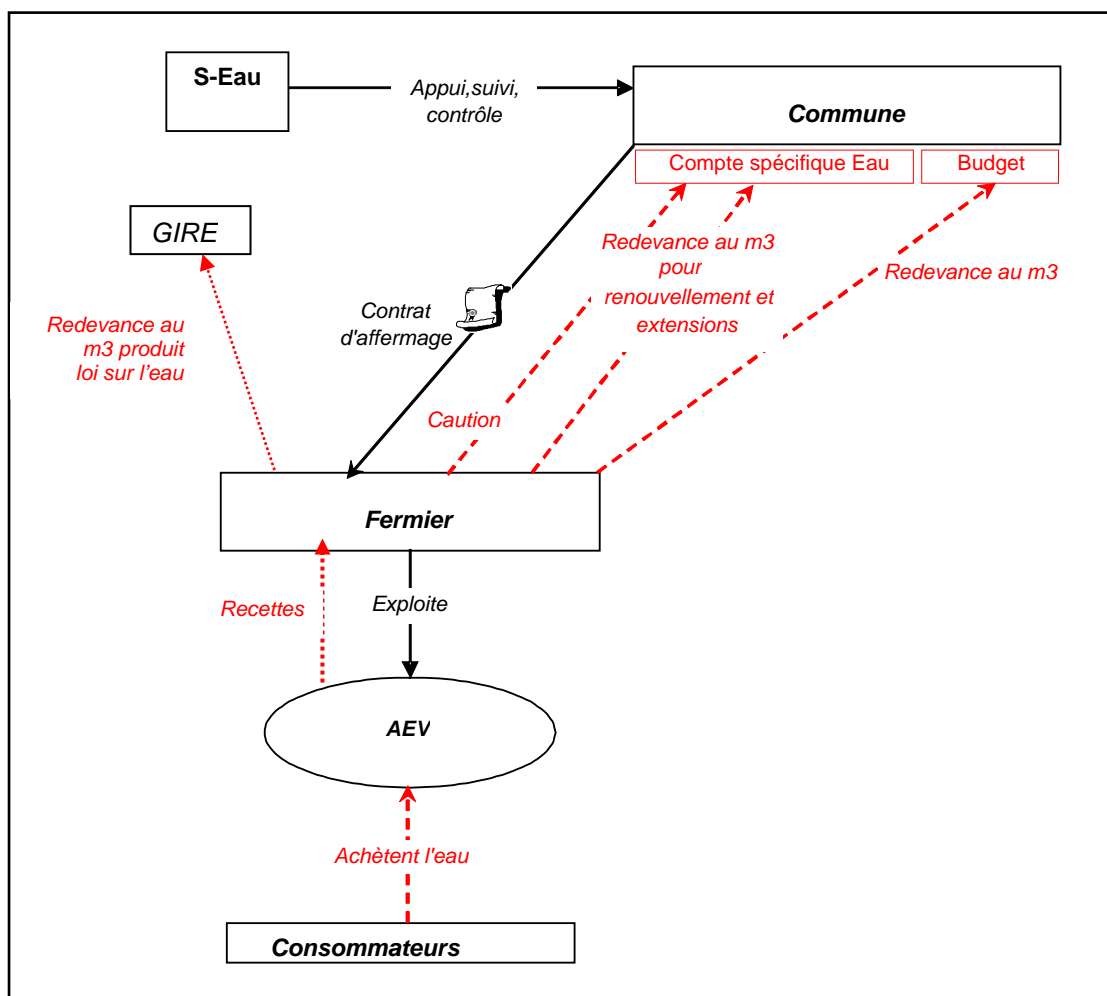 S-Eau
Appui,suivi,
contrôle
Commune
Compte spécifique Eau
Budget
GIRE
Redevance au m3
pour
renouvellement et
extensions
Redevance au m3
Redevance au
m3 produit
loi sur l'eau
Contrat
d'affermage
Caution
Fermier
Recettes
Exploite
AEV
Achètent l'eau
Consommateurs